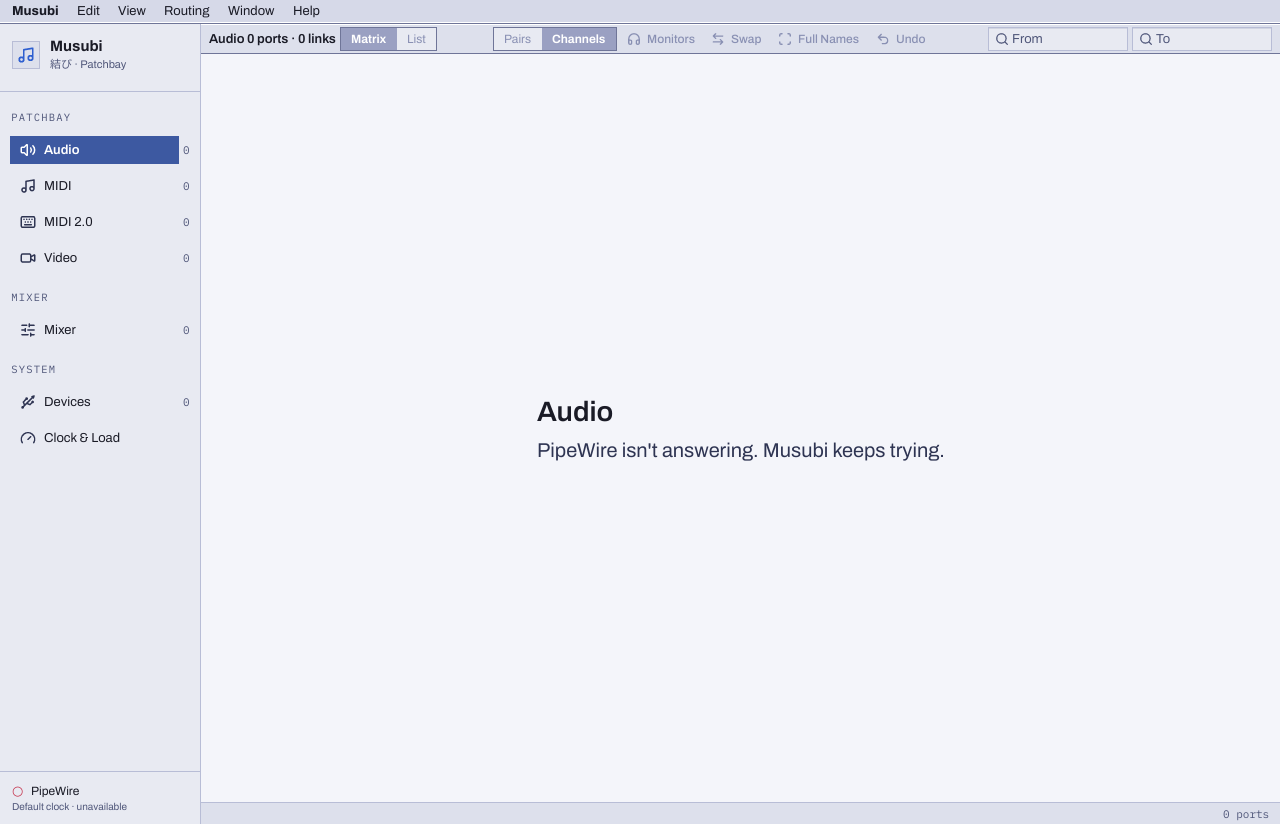 Musubi Edit View Routing Window Help
Musubi
結び · Patchbay
Audio 0 ports · 0 links Matrix List Pairs Channels Monitors Swap Full Names Undo From To
PATCHBAY
Audio 0
MIDI 0
MIDI 2.0 0
Video 0
MIXER
Mixer 0
SYSTEM
Devices 0
Clock & Load
Audio
PipeWire isn't answering. Musubi keeps trying.
PipeWire
Default clock · unavailable
0 ports